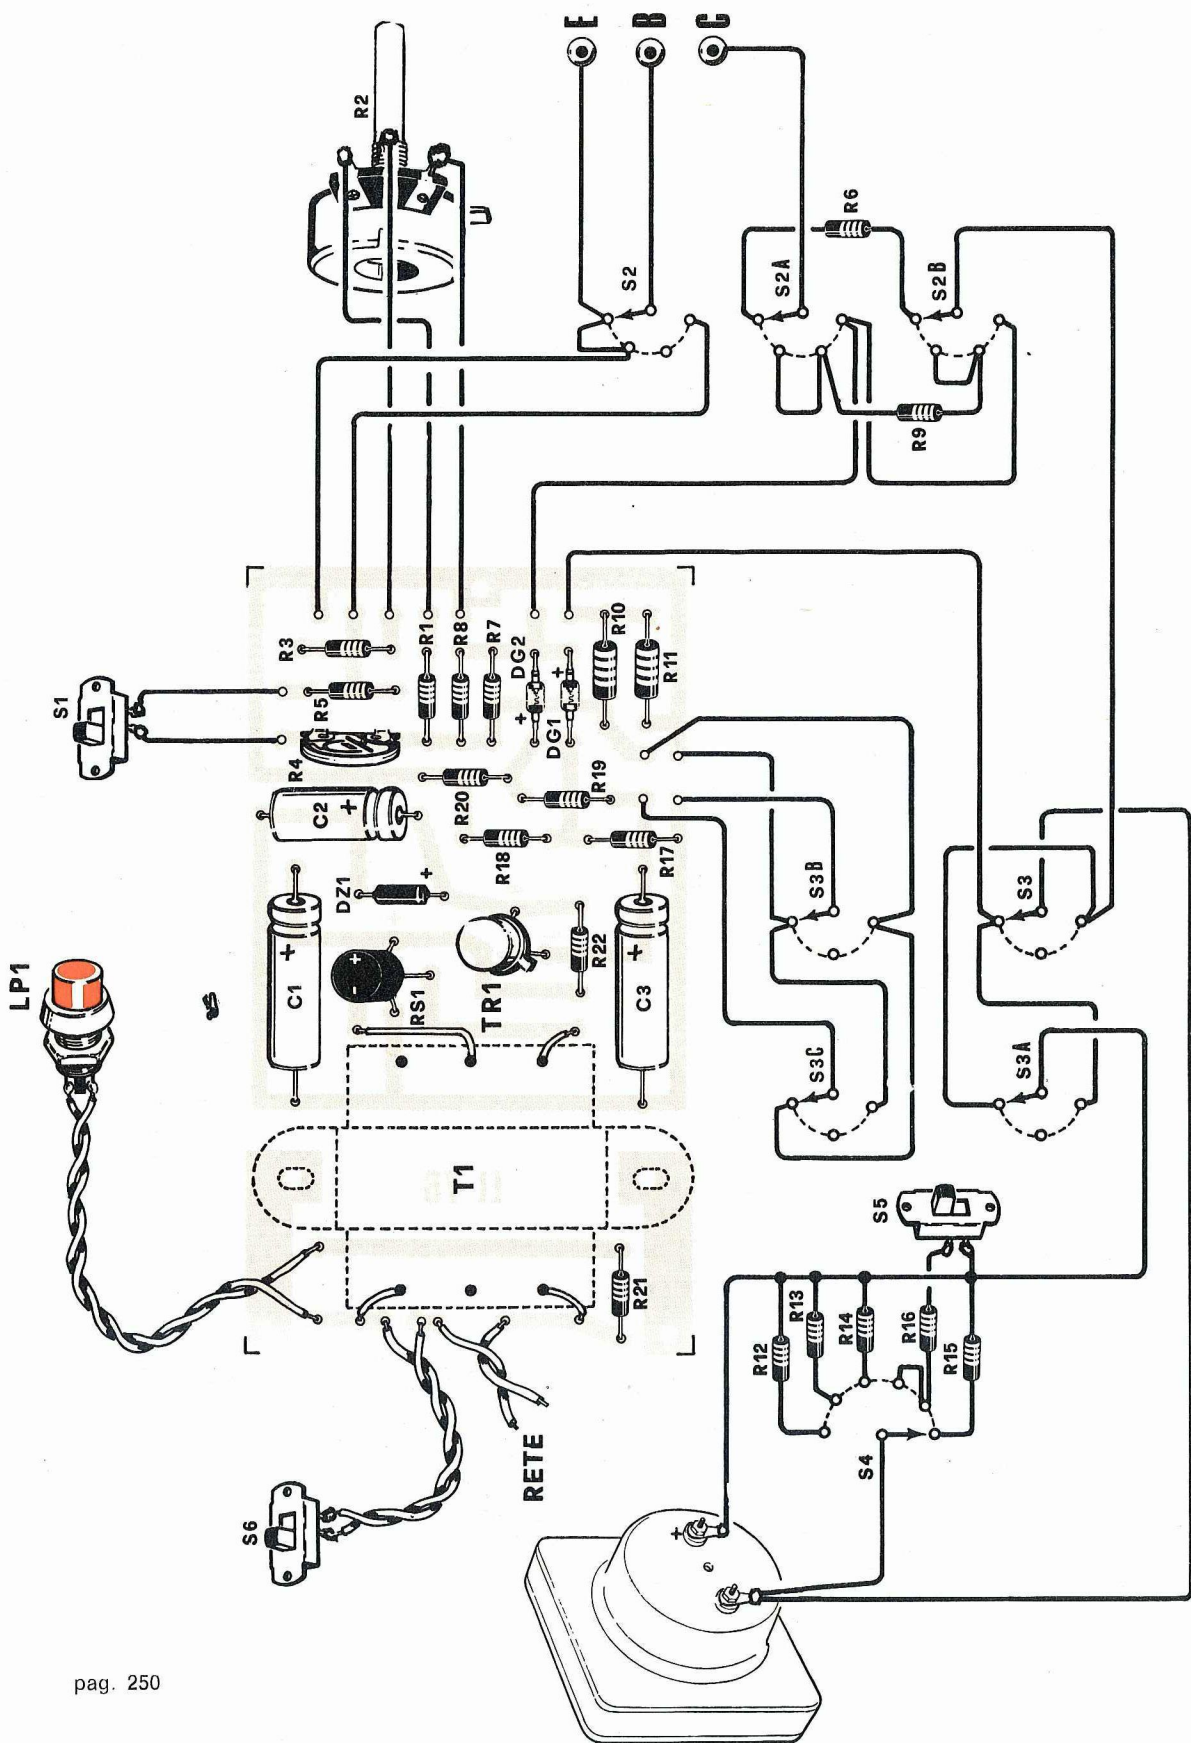 E
B
C
R2
S2
S2A
R6
S2B
R9
S1
R3
R5
R4
R1
R8
R7
DG2
+
DG1
+
R10
R11
C2
+
R20
R19
R18
R17
DZ1
+
S3B
S3
LP1
C1
+
+
-
RS1
TR1
R22
C3
+
S3C
S3A
T1
S5
R21
R12
R13
R14
R16
R15
S4
S6
RETE
+
pag. 250